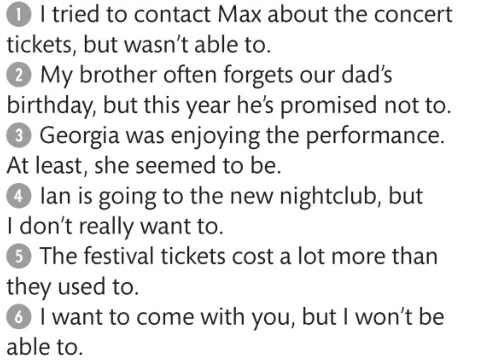 1 I tried to contact Max about the concert
tickets, but wasn't able to.
2 My brother often forgets our dad's
birthday, but this year he's promised not to.
3 Georgia was enjoying the performance.
At least, she seemed to be.
4 Ian is going to the new nightclub, but
I don't really want to.
5 The festival tickets cost a lot more than
they used to.
6 I want to come with you, but I won't be
able to.